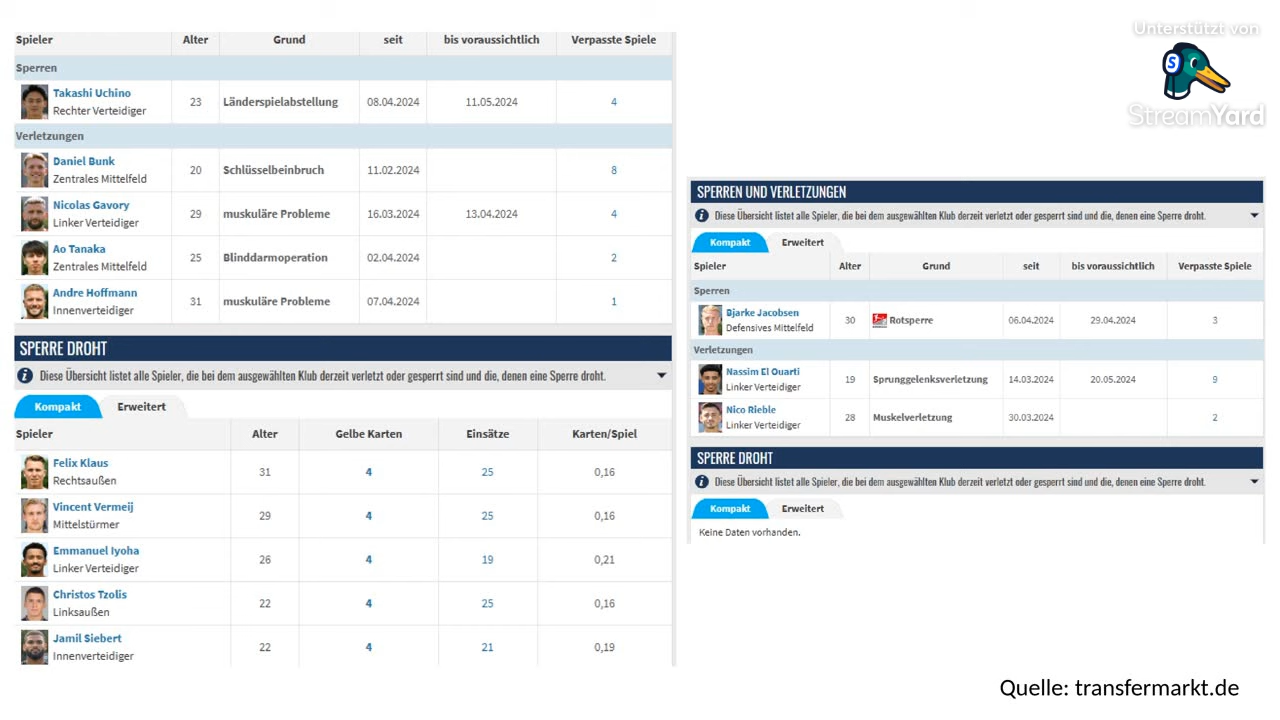 Spieler Alter Grund seit bis voraussichtlich Verpasste Spiele
Sperren
Takashi Uchino
Rechter Verteidiger 23 Länderspielabstellung 08.04.2024 11.05.2024 4
Verletzungen
Daniel Bunk
Zentrales Mittelfeld 20 Schlüsselbeinbruch 11.02.2024 8
Nicolas Gavory
Linker Verteidiger 29 muskuläre Probleme 16.03.2024 13.04.2024 4
Ao Tanaka
Zentrales Mittelfeld 25 Blinddarmoperation 02.04.2024 2
Andre Hoffmann
Innenverteidiger 31 muskuläre Probleme 07.04.2024 1
SPERRE DROHT
Diese Übersicht listet alle Spieler, die bei dem ausgewählten Klub derzeit verletzt oder gesperrt sind und die, denen eine Sperre droht.
Kompakt Erweitert
Spieler Alter Gelbe Karten Einsätze Karten/Spiel
Felix Klaus
Rechtsaußen 31 4 25 0,16
Vincent Vermeij
Mittelstürmer 29 4 25 0,16
Emmanuel Iyoha
Linker Verteidiger 26 4 19 0,21
Christos Tzolis
Linksaußen 22 4 25 0,16
Jamil Siebert
Innenverteidiger 22 4 21 0,19
Unterstützt von
S
StreamYard
SPERREN UND VERLETZUNGEN
Diese Übersicht listet alle Spieler, die bei dem ausgewählten Klub derzeit verletzt oder gesperrt sind und die, denen eine Sperre droht.
Kompakt Erweitert
Spieler Alter Grund seit bis voraussichtlich Verpasste Spiele
Sperren
Bjarke Jacobsen
Defensives Mittelfeld 30 Rotsperre 06.04.2024 29.04.2024 3
Verletzungen
Nassim El Ouarti
Linker Verteidiger 19 Sprunggelenksverletzung 14.03.2024 20.05.2024 9
Nico Rieble
Linker Verteidiger 28 Muskelverletzung 30.03.2024 2
SPERRE DROHT
Diese Übersicht listet alle Spieler, die bei dem ausgewählten Klub derzeit verletzt oder gesperrt sind und die, denen eine Sperre droht.
Kompakt Erweitert
Keine Daten vorhanden.
Quelle: transfermarkt.de